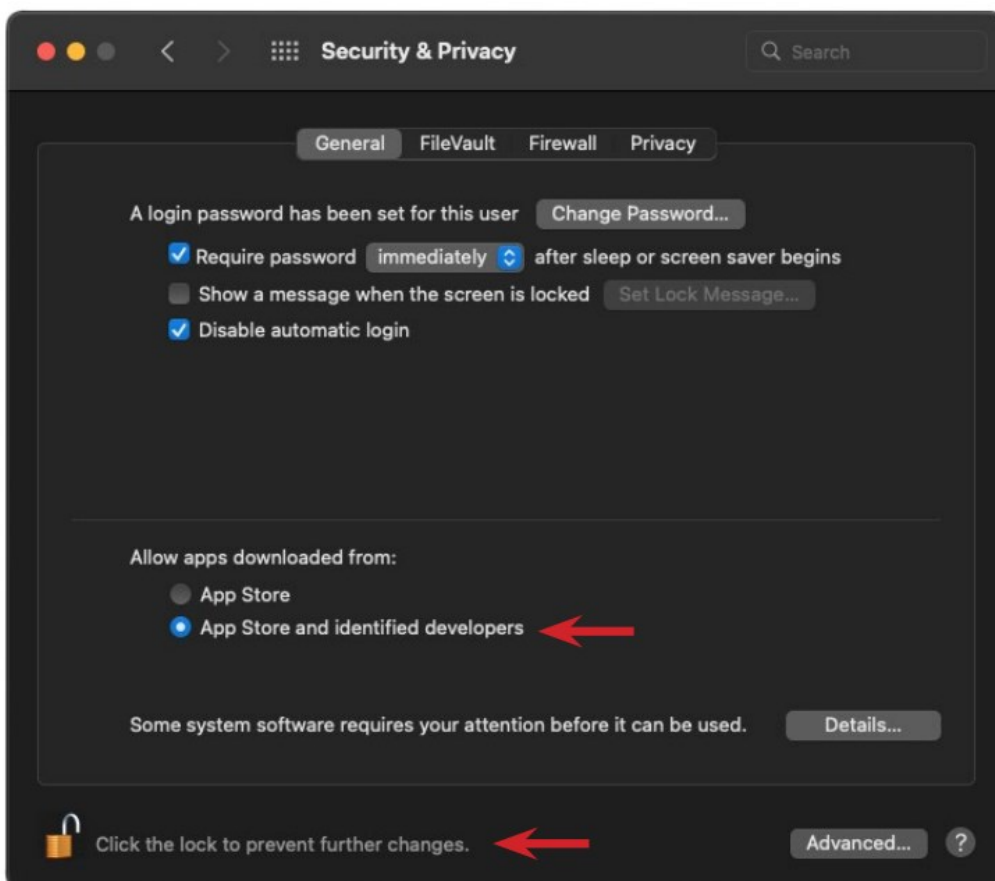 Security & Privacy
Search
General FileVault Firewall Privacy
A login password has been set for this user Change Password...
Require password immediately after sleep or screen saver begins
Show a message when the screen is locked Set Lock Message...
Disable automatic login
Allow apps downloaded from:
App Store
App Store and identified developers
Some system software requires your attention before it can be used. Details...
Click the lock to prevent further changes. Advanced... ?